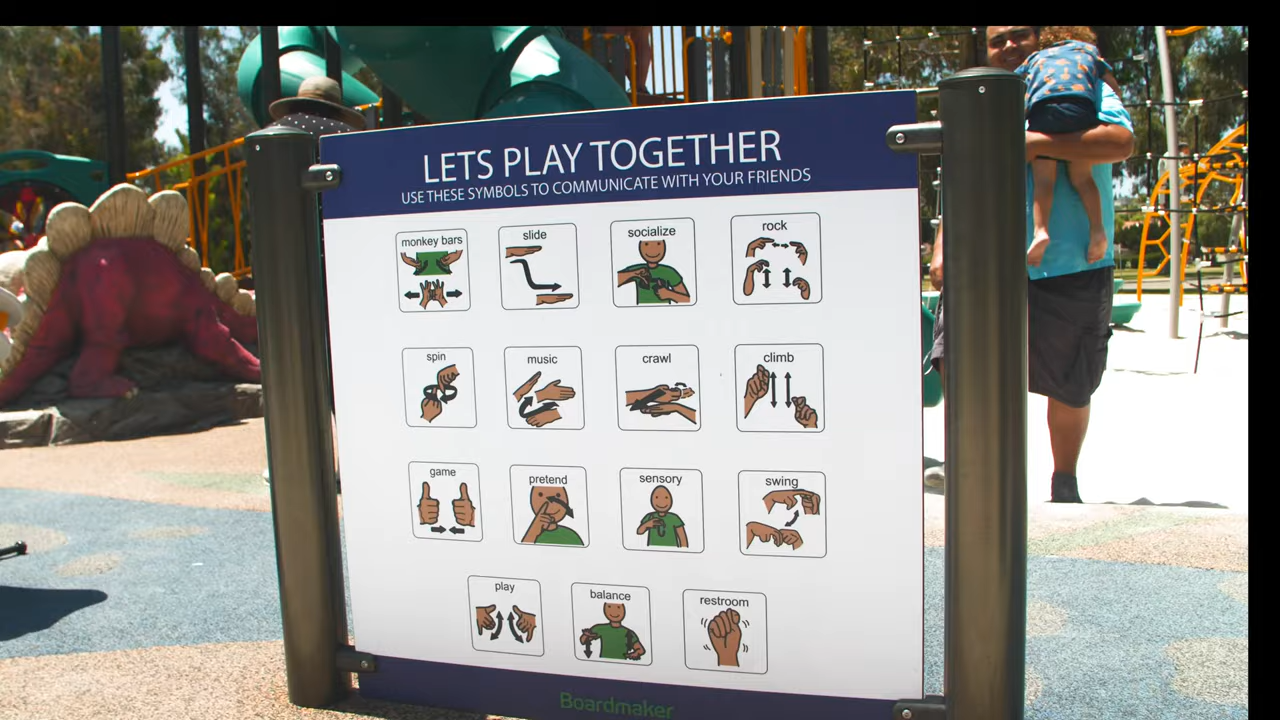 LETS PLAY TOGETHER
USE THESE SYMBOLS TO COMMUNICATE WITH YOUR FRIENDS
monkey bars
slide
socialize
rock
spin
music
crawl
climb
game
pretend
sensory
swing
play
balance
restroom
Boardmaker